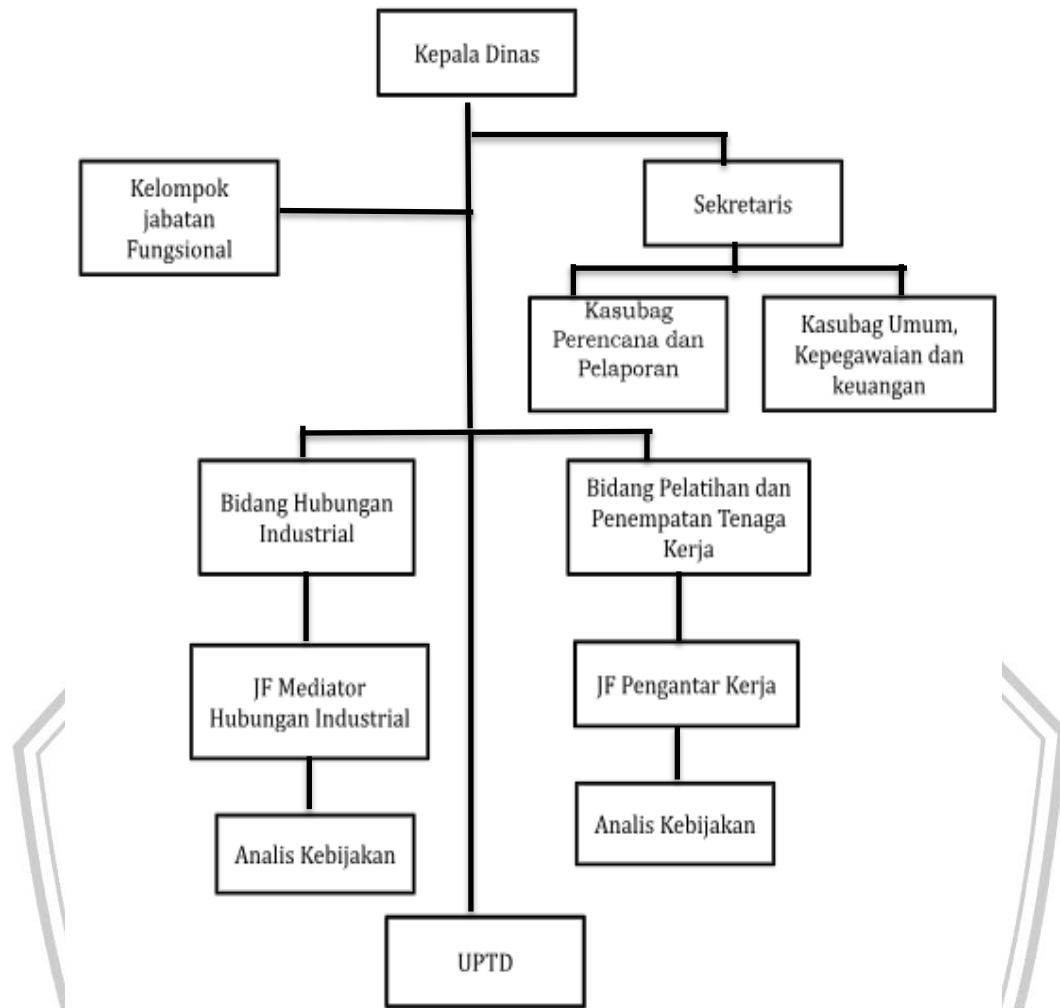 Kepala Dinas
Kelompok
jabatan
Fungsional
Sekretaris
Kasubag
Perencana dan
Pelaporan
Kasubag Umum,
Kepegawaian dan
keuangan
Bidang Hubungan
Industrial
Bidang Pelatihan dan
Penempatan Tenaga
Kerja
JF Mediator
Hubungan Industrial
JF Pengantar Kerja
Analis Kebijakan
Analis Kebijakan
UPTD